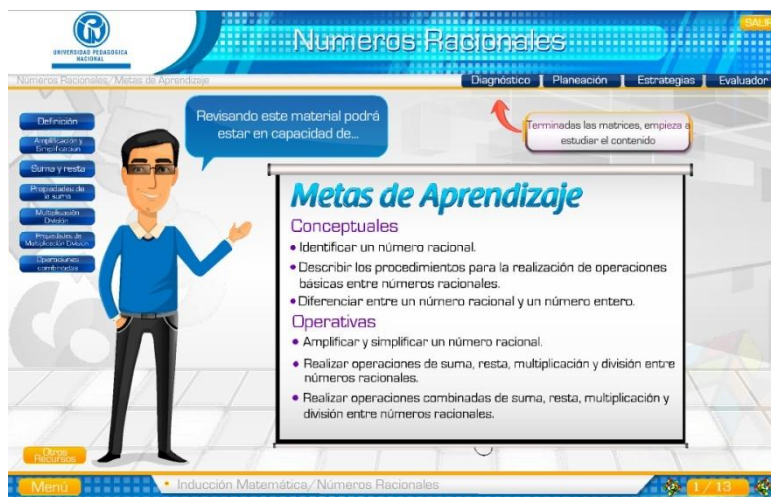 UNIVERSIDAD PEDAGOGICA
NACIONAL
Numeros Racionales
SALIR
Números Racionales/Metas de Aprendizaje
Diagnóstico
Planeación
Estrategias
Evaluador
Definición
Amplificación y
Simplificación
Suma y resta
Propiedades de
la suma
Multiplicación
División
Propiedades de
Multiplicación División
Operaciones
combinadas
Revisando este material podrá
estar en capacidad de...
Terminadas las matrices, empieza a
estudiar el contenido
Metas de Aprendizaje
Conceptuales
• Identificar un número racional.
• Describir los procedimientos para la realización de operaciones
básicas entre números racionales.
• Diferenciar entre un número racional y un número entero.
Operativas
• Amplificar y simplificar un número racional.
• Realizar operaciones de suma, resta, multiplicación y división entre
números racionales.
• Realizar operaciones combinadas de suma, resta, multiplicación y
división entre números racionales.
Otros
Recursos
Menú
• Inducción Matemática/Números Racionales
1 / 13